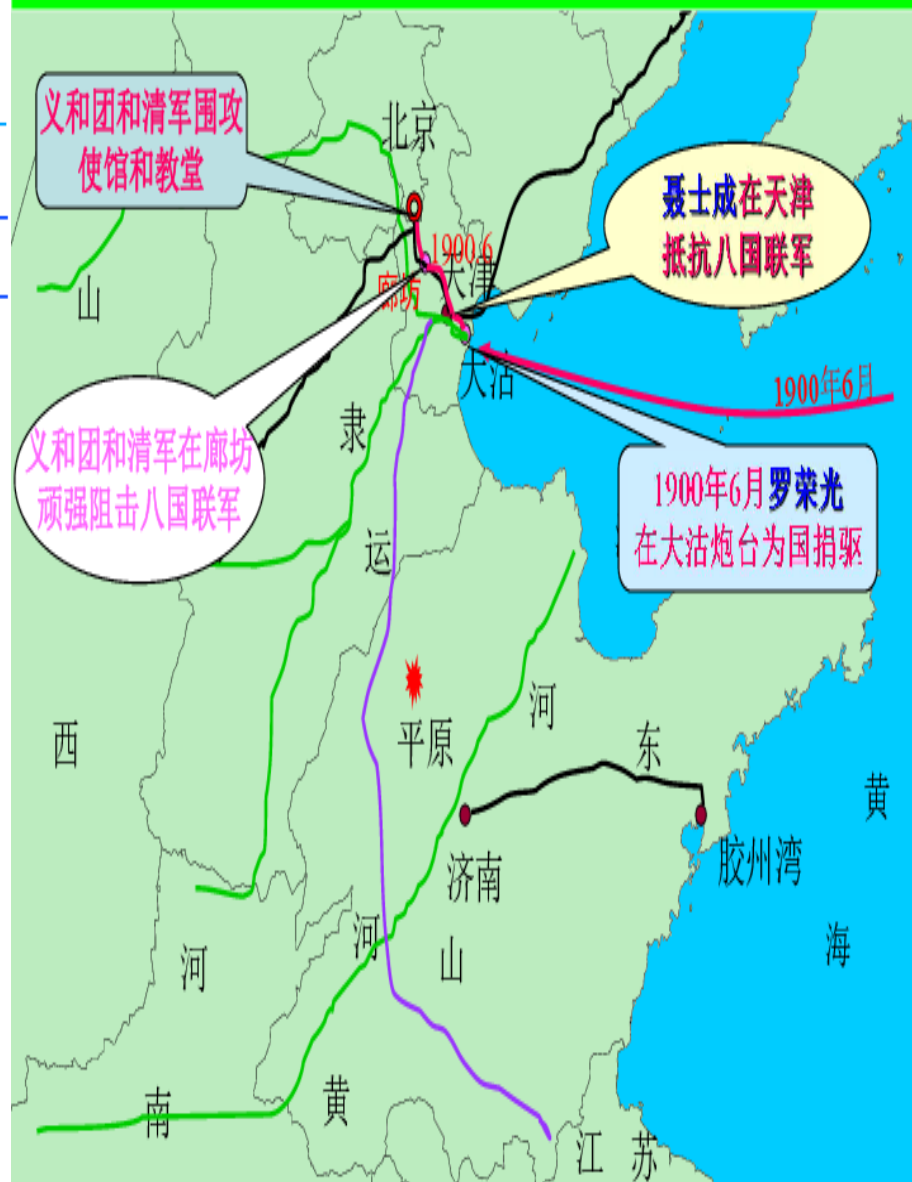 义和团和清军围攻
使馆和教堂
北京
聂士成在天津
抵抗八国联军
1900.6
天津
廊坊
山
大沽
1900年6月
隶
义和团和清军在廊坊
顽强阻击八国联军
1900年6月罗荣光
在大沽炮台为国捐驱
运
河
西
平原
东
黄
济南
胶州湾
河
河
山
海
南
黄
江 苏